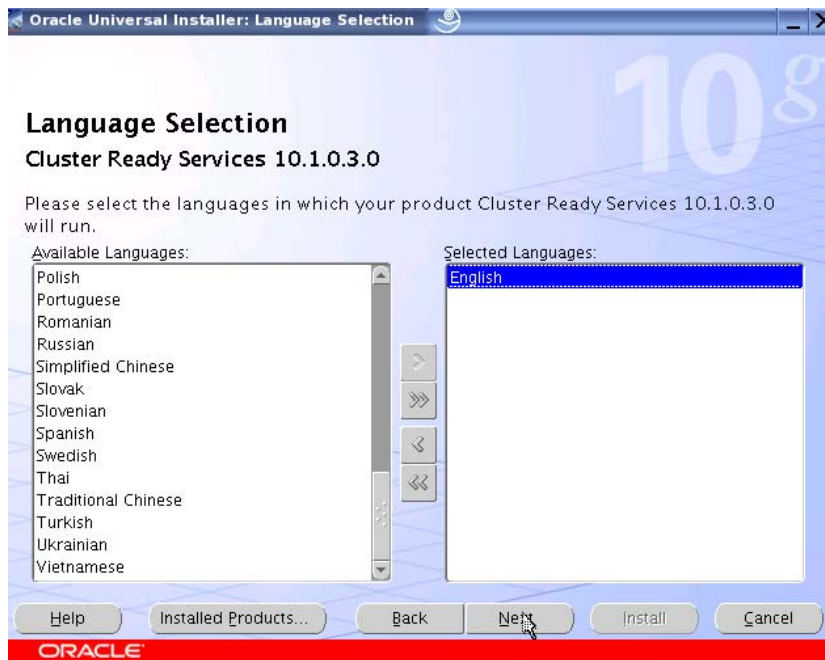 Oracle Universal Installer: Language Selection
10g
Language Selection
Cluster Ready Services 10.1.0.3.0
Please select the languages in which your product Cluster Ready Services 10.1.0.3.0
will run.
Available Languages:
Polish
Portuguese
Romanian
Russian
Simplified Chinese
Slovak
Slovenian
Spanish
Swedish
Thai
Traditional Chinese
Turkish
Ukrainian
Vietnamese
Selected Languages:
English
Help
Installed Products...
Back
Next
Install
Cancel
ORACLE